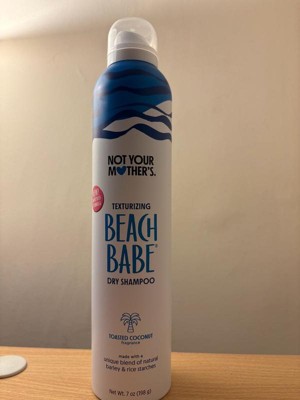 NOT YOUR
MOTHER'S.
TEXTURIZING
BEACH
BABE®
DRY SHAMPOO
TOASTED COCONUT
fragrance
made with a
unique blend of natural
barley & rice starches
Net. Wt. 7 oz (198 g)